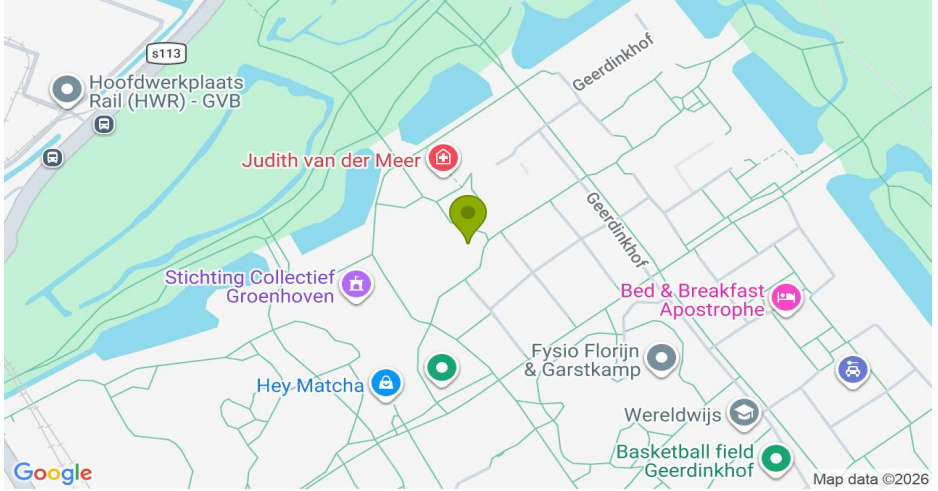 s113
Geerdinkhof
Hoofdwerkplaats
Rail (HWR) - GVB
Judith van der Meer
Geerdinkhof
Stichting Collectief
Groenhoven
Bed & Breakfast
Apostrophe
Fysio Florijn
& Garstkamp
Hey Matcha
Wereldwijs
Basketball field
Geerdinkhof
Google
Map data ©2026